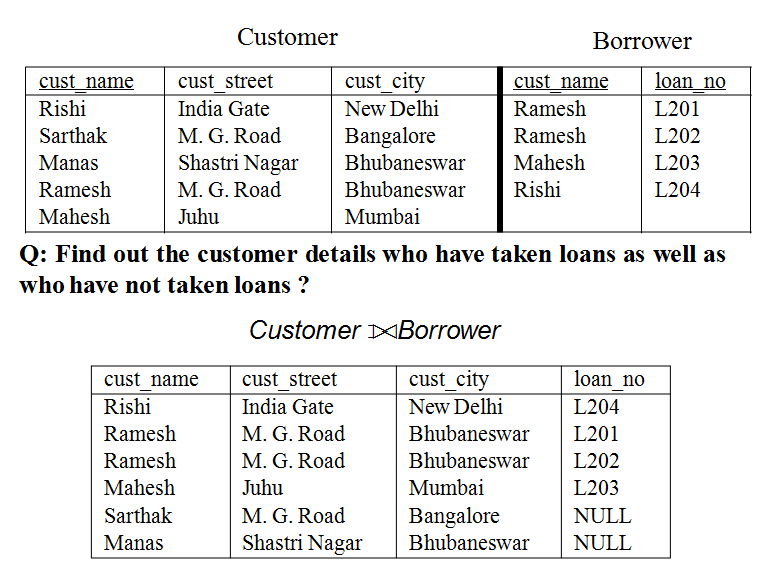 Customer Borrower
cust_name cust_street cust_city cust_name loan_no
Rishi India Gate New Delhi Ramesh L201
Sarthak M. G. Road Bangalore Ramesh L202
Manas Shastri Nagar Bhubaneswar Mahesh L203
Ramesh M. G. Road Bhubaneswar Rishi L204
Mahesh Juhu Mumbai
Q: Find out the customer details who have taken loans as well as
who have not taken loans ?
Customer ⟕ Borrower
cust_name cust_street cust_city loan_no
Rishi India Gate New Delhi L204
Ramesh M. G. Road Bhubaneswar L201
Ramesh M. G. Road Bhubaneswar L202
Mahesh Juhu Mumbai L203
Sarthak M. G. Road Bangalore NULL
Manas Shastri Nagar Bhubaneswar NULL